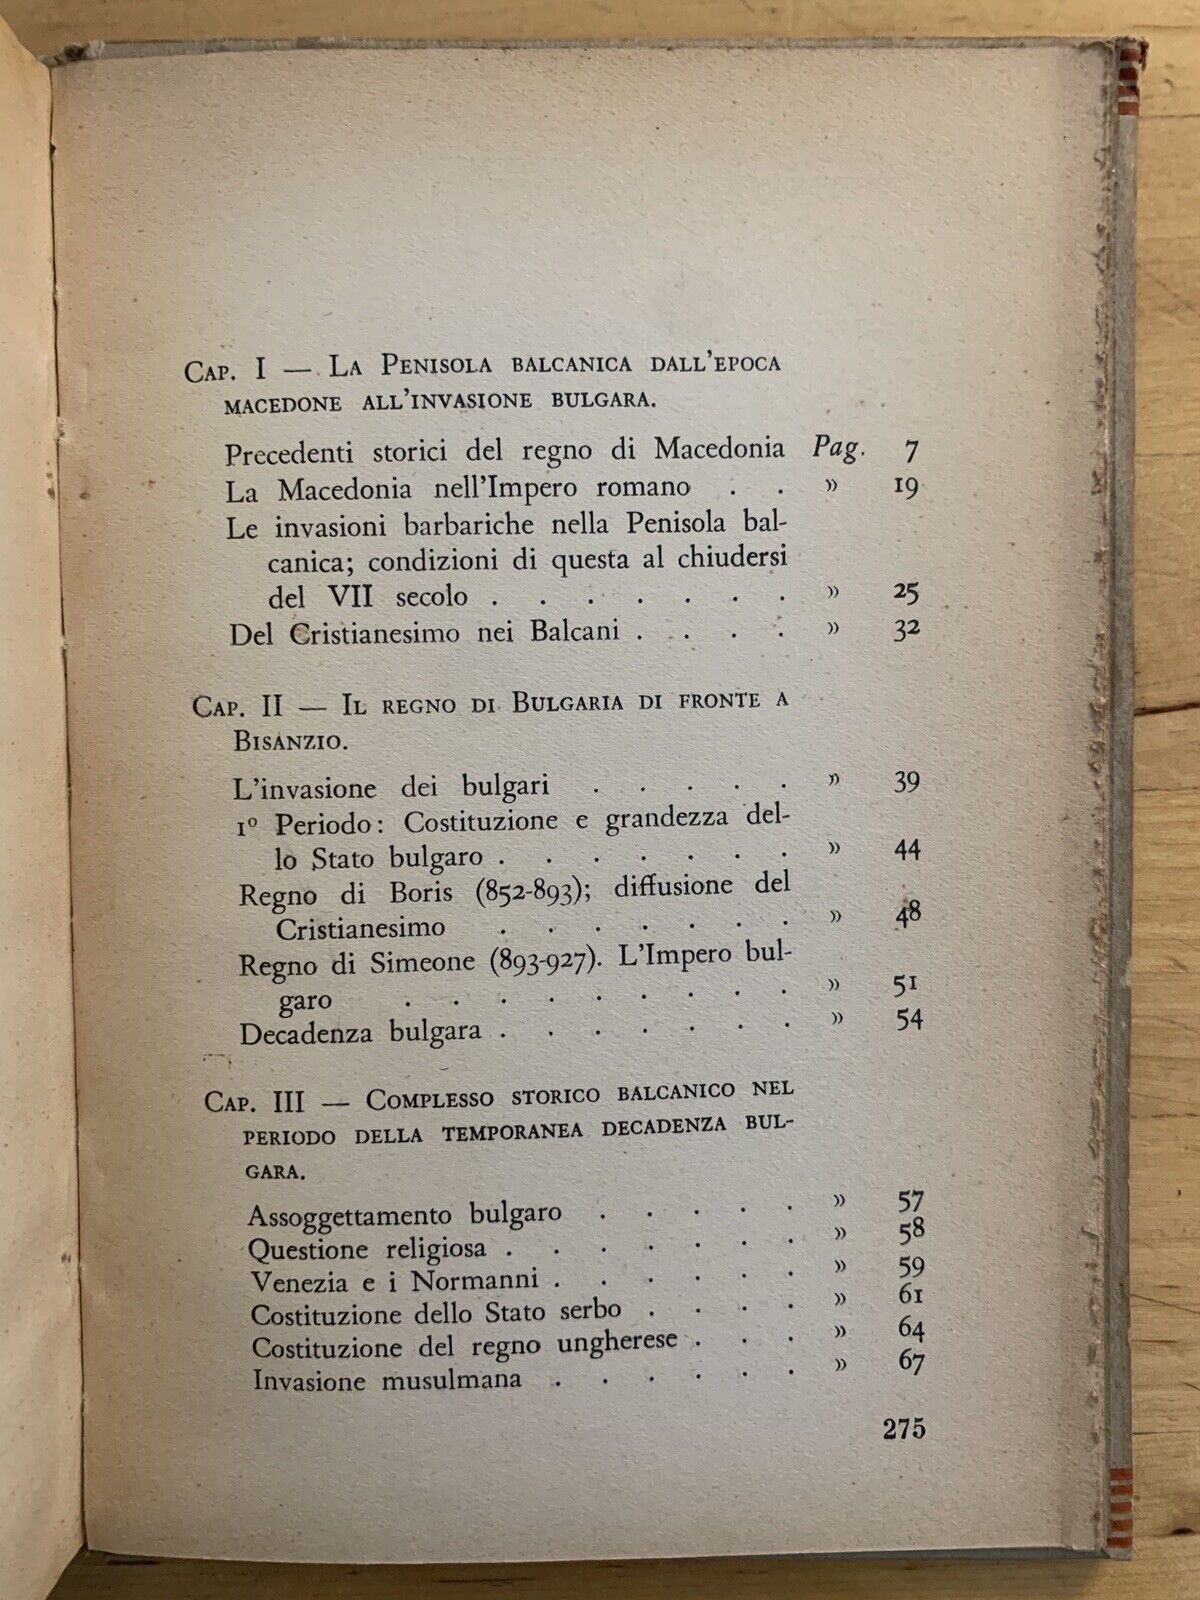 Cap. I — La Penisola balcanica dall'epoca
macedone all'invasione bulgara.
Precedenti storici del regno di Macedonia Pag. 7
La Macedonia nell'Impero romano . . » 19
Le invasioni barbariche nella Penisola bal-
canica; condizioni di questa al chiudersi
del VII secolo . . . . . . . » 25
Del Cristianesimo nei Balcani . . . . » 32
Cap. II — Il regno di Bulgaria di fronte a
Bisanzio.
L'invasione dei bulgari . . . . . » 39
1º Periodo: Costituzione e grandezza del-
lo Stato bulgaro . . . . . . . » 44
Regno di Boris (852-893); diffusione del
Cristianesimo . . . . . . . » 48
Regno di Simeone (893-927). L'Impero bul-
garo . . . . . . . . . » 51
Decadenza bulgara . . . . . . . » 54
Cap. III — Complesso storico balcanico nel
periodo della temporanea decadenza bul-
gara.
Assoggettamento bulgaro . . . . . » 57
Questione religiosa . . . . . . . » 58
Venezia e i Normanni . . . . . . » 59
Costituzione dello Stato serbo . . . . » 61
Costituzione del regno ungherese . . . » 64
Invasione musulmana . . . . . . » 67
275